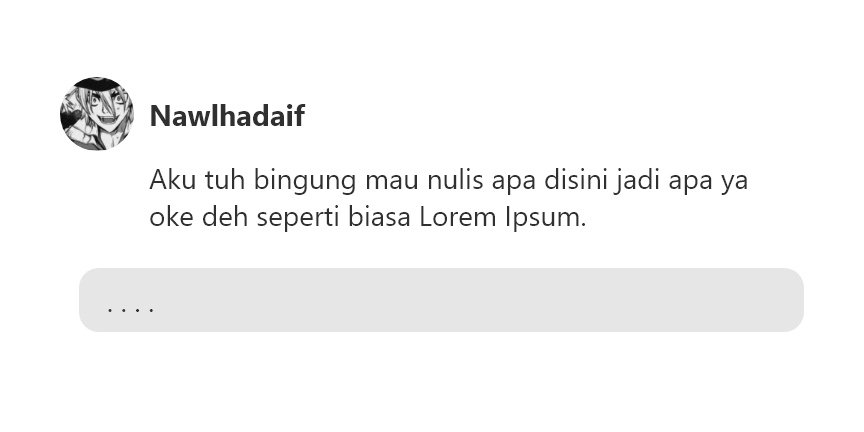 Nawlhadaif
Aku tuh bingung mau nulis apa disini jadi apa ya
oke deh seperti biasa Lorem Ipsum.
. . . .